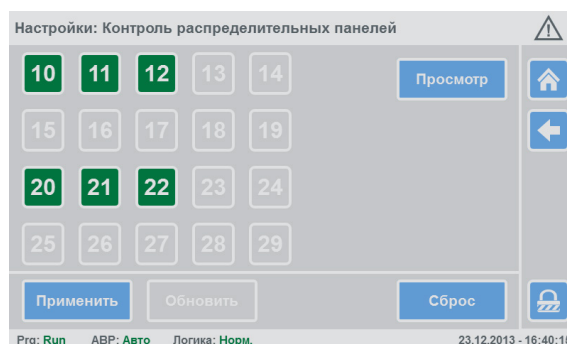 Настройки: Контроль распределительных панелей
10 11 12 13 14 Просмотр
15 16 17 18 19
20 21 22 23 24
25 26 27 28 29
Применить Обновить Сброс
Prg: Run АВР: Авто Логика: Норм. 23.12.2013 - 16:40:1